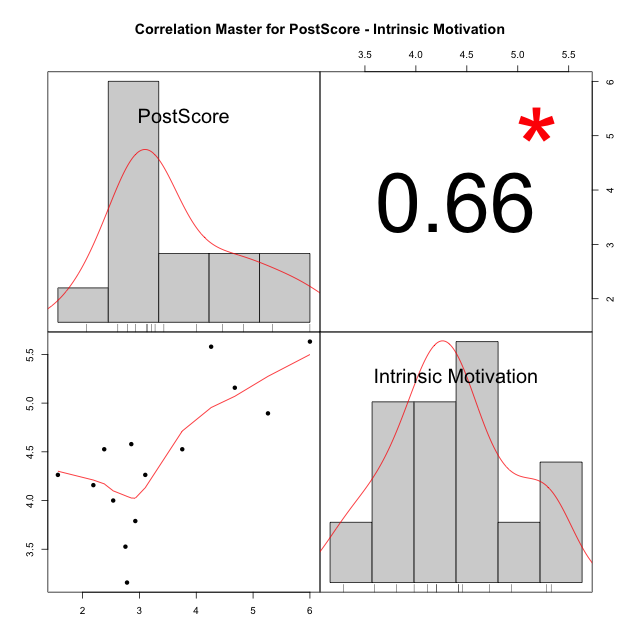 Correlation Master for PostScore - Intrinsic Motivation
3.5 4.0 4.5 5.0 5.5
PostScore
*
0.66
6
5
4
3
2
Intrinsic Motivation
5.5
5.0
4.5
4.0
3.5
2 3 4 5 6